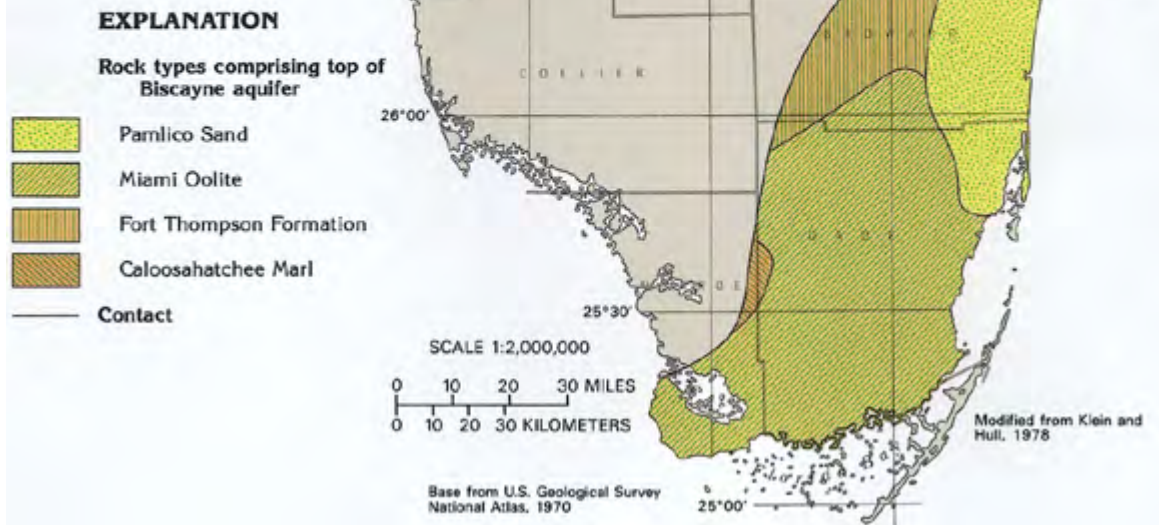 EXPLANATION
Rock types comprising top of
Biscayne aquifer
Pamlico Sand
Miami Oolite
Fort Thompson Formation
Caloosahatchee Marl
Contact
SCALE 1:2,000,000
0 10 20 30 MILES
0 10 20 30 KILOMETERS
Base from U.S. Geological Survey
National Atlas, 1970
COLLIER
BROWARD
26°00'
DADE
25°30'
25°00'
Modified from Klein and
Hull, 1978